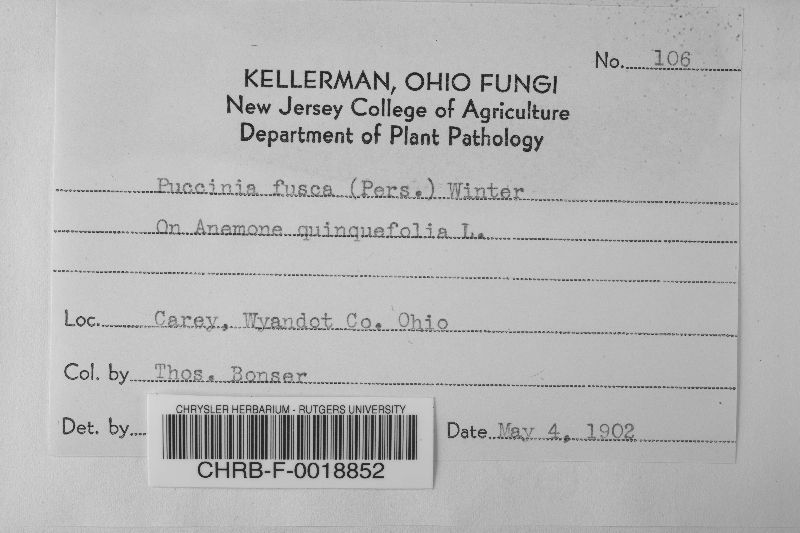 No. 106
KELLERMAN, OHIO FUNGI
New Jersey College of Agriculture
Department of Plant Pathology
Puccinia fusca (Pers.) Winter
On Anemone quinquefolia L.
Loc. Carey, Wyandot Co. Ohio
Col. by Thos. Bonser
Det. by
CHRYSLER HERBARIUM - RUTGERS UNIVERSITY
CHRB-F-0018852
Date May 4, 1902